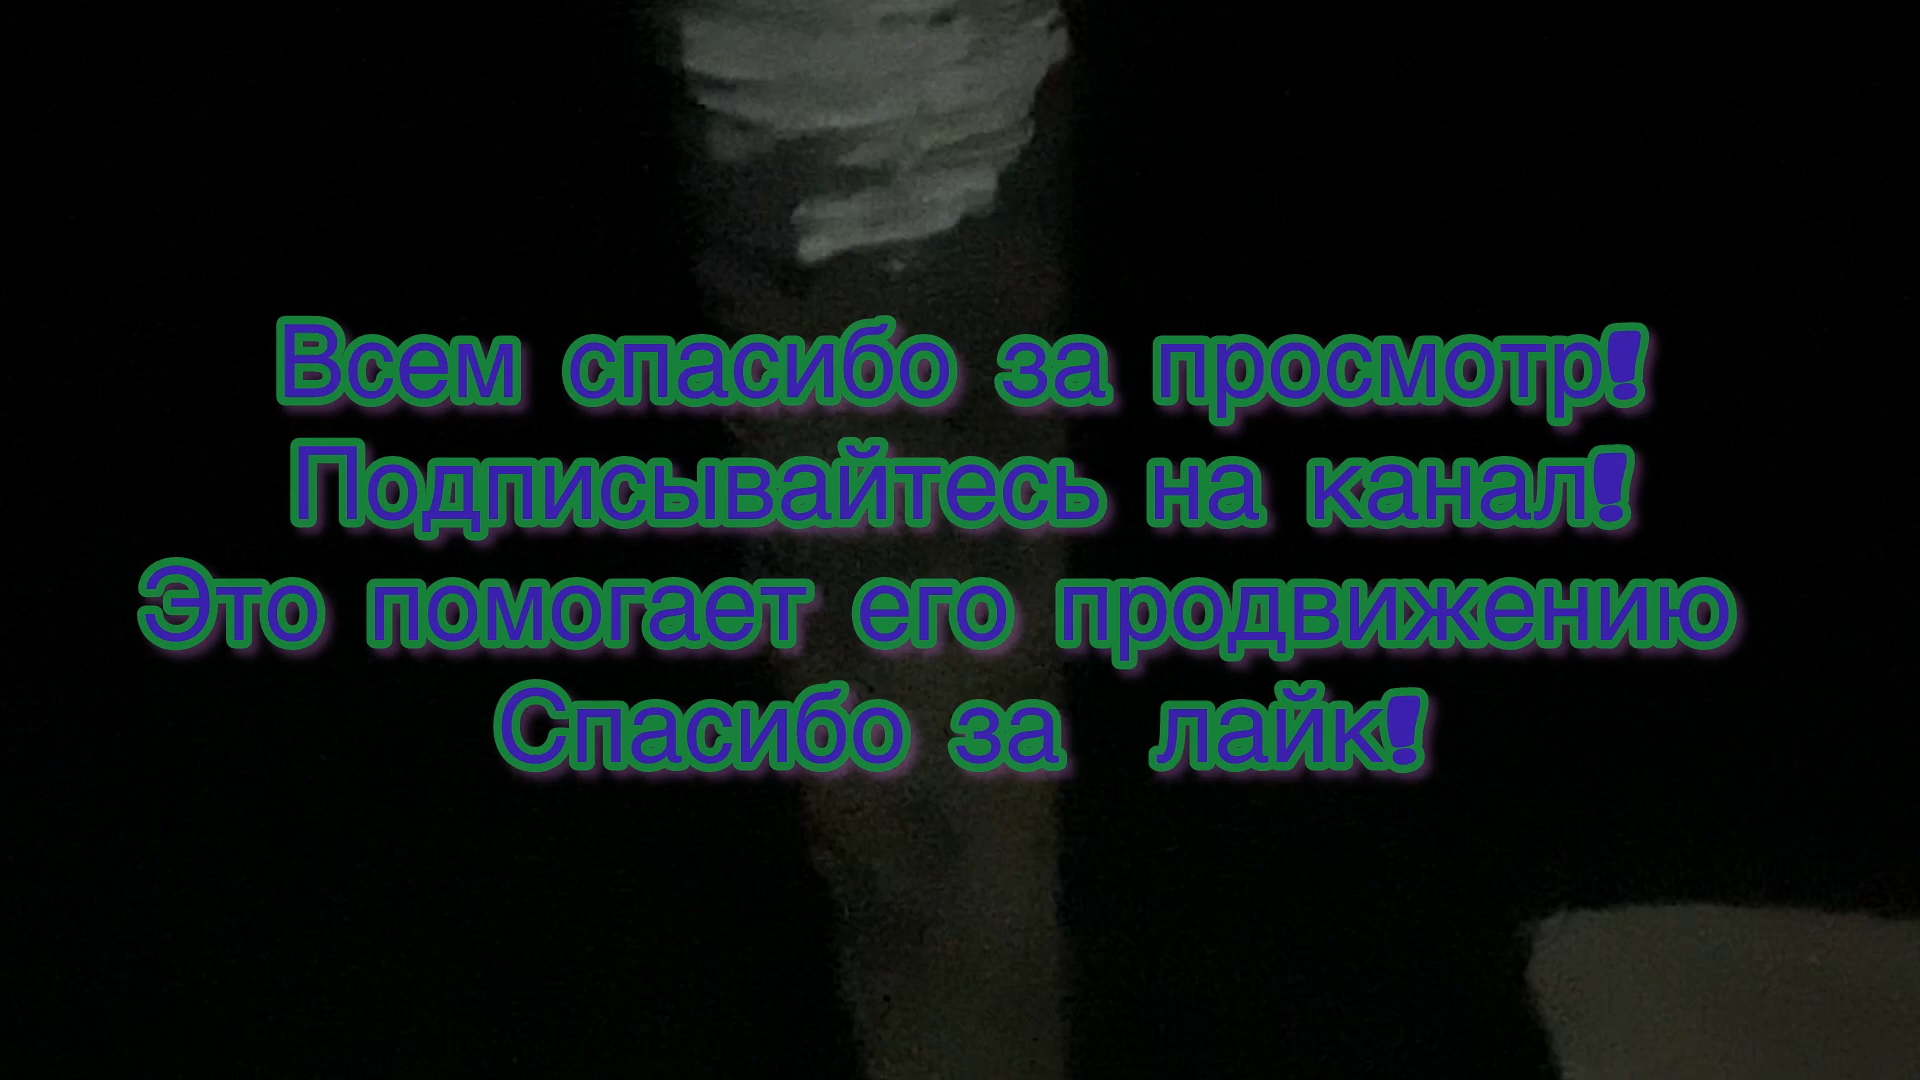 Всем спасибо за просмотр!
Подписывайтесь на канал!
Это помогает его продвижению
Спасибо за лайк!